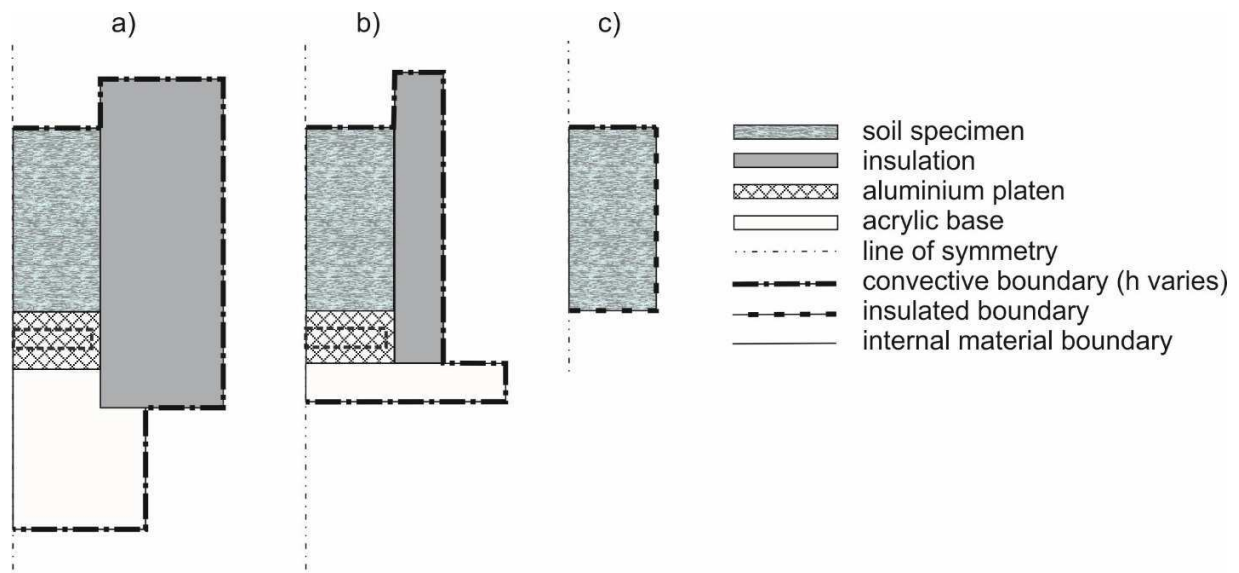 a)
b)
c)
soil specimen
insulation
aluminium platen
acrylic base
line of symmetry
convective boundary (h varies)
insulated boundary
internal material boundary